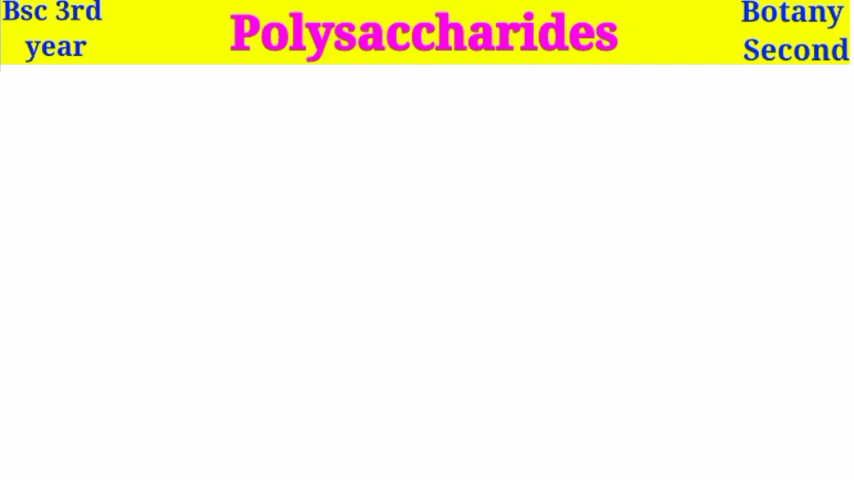 Bsc 3rd
year
Polysaccharides
Botany
Second